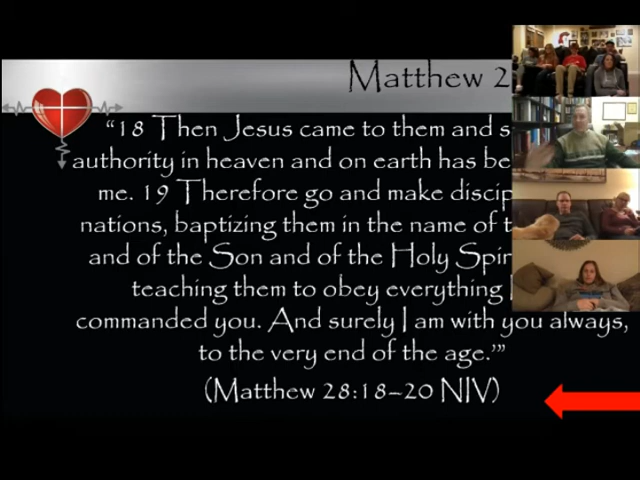 Matthew 2
“18 Then Jesus came to them and s
authority in heaven and on earth has be
me. 19 Therefore go and make discip
nations, baptizing them in the name of t
and of the Son and of the Holy Spir
teaching them to obey everything
commanded you. And surely I am with you always,
to the very end of the age.’”
(Matthew 28:18–20 NIV)